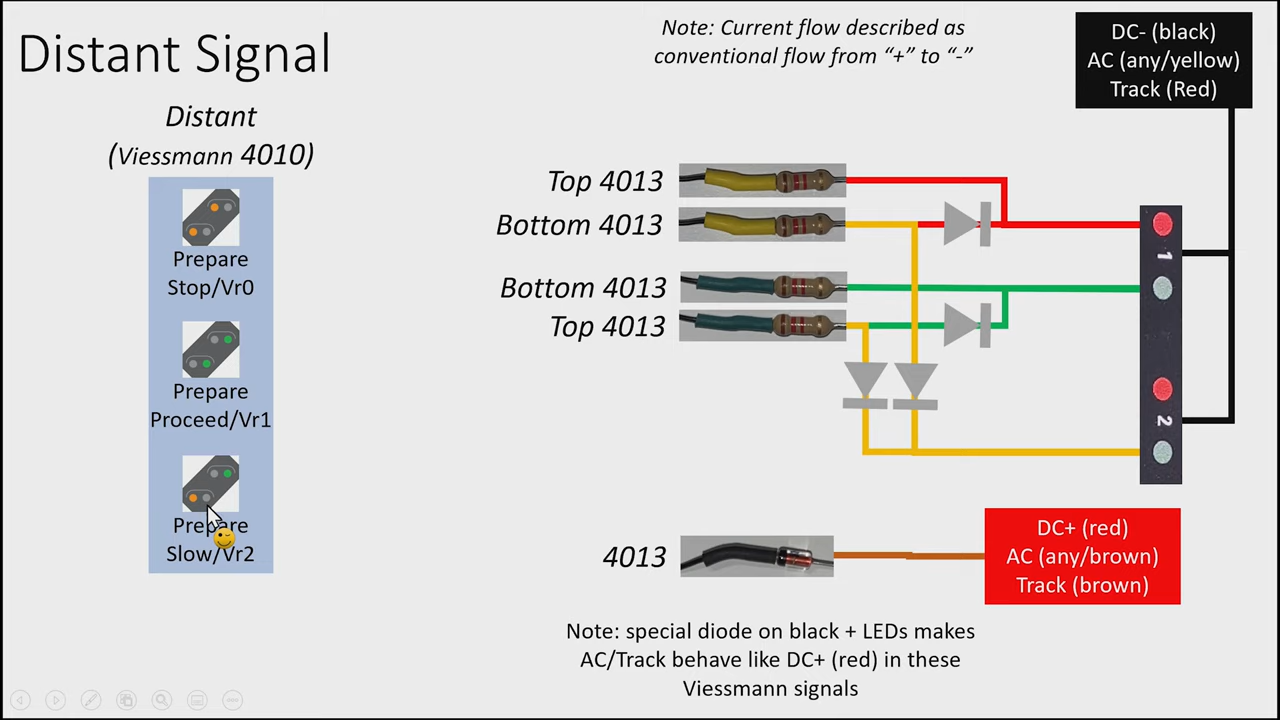 Distant Signal
Note: Current flow described as
conventional flow from “+” to “-”
DC- (black)
AC (any/yellow)
Track (Red)
Distant
(Viessmann 4010)
Prepare
Stop/Vr0
Prepare
Proceed/Vr1
Prepare
Slow/Vr2
Top 4013
Bottom 4013
Bottom 4013
Top 4013
1
2
4013
DC+ (red)
AC (any/brown)
Track (brown)
Note: special diode on black + LEDs makes
AC/Track behave like DC+ (red) in these
Viessmann signals